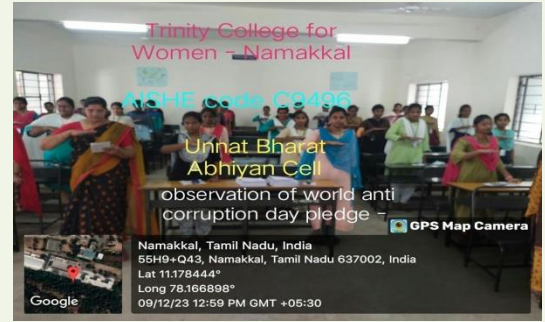 Trinity College for
Women - Namakkal
AISHE code C9496
Unnat Bharat
Abhiyan Cell
observation of world anti
corruption day pledge -
GPS Map Camera
Namakkal, Tamil Nadu, India
55H9+Q43, Namakkal, Tamil Nadu 637002, India
Lat 11.178444°
Long 78.166898°
09/12/23 12:59 PM GMT +05:30
Google